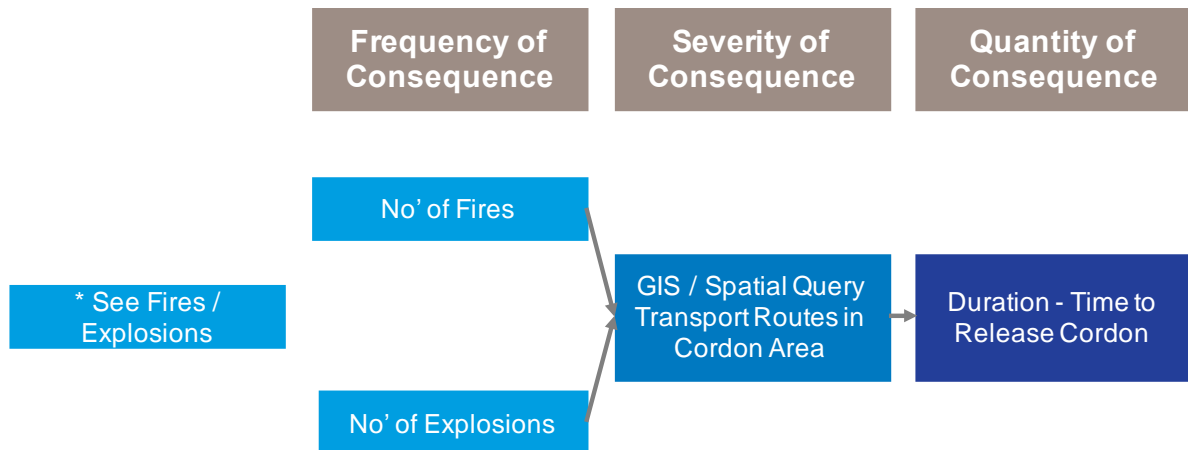 Frequency of
Consequence
Severity of
Consequence
Quantity of
Consequence
No’ of Fires
* See Fires /
Explosions
GIS / Spatial Query
Transport Routes in
Cordon Area
Duration - Time to
Release Cordon
No’ of Explosions